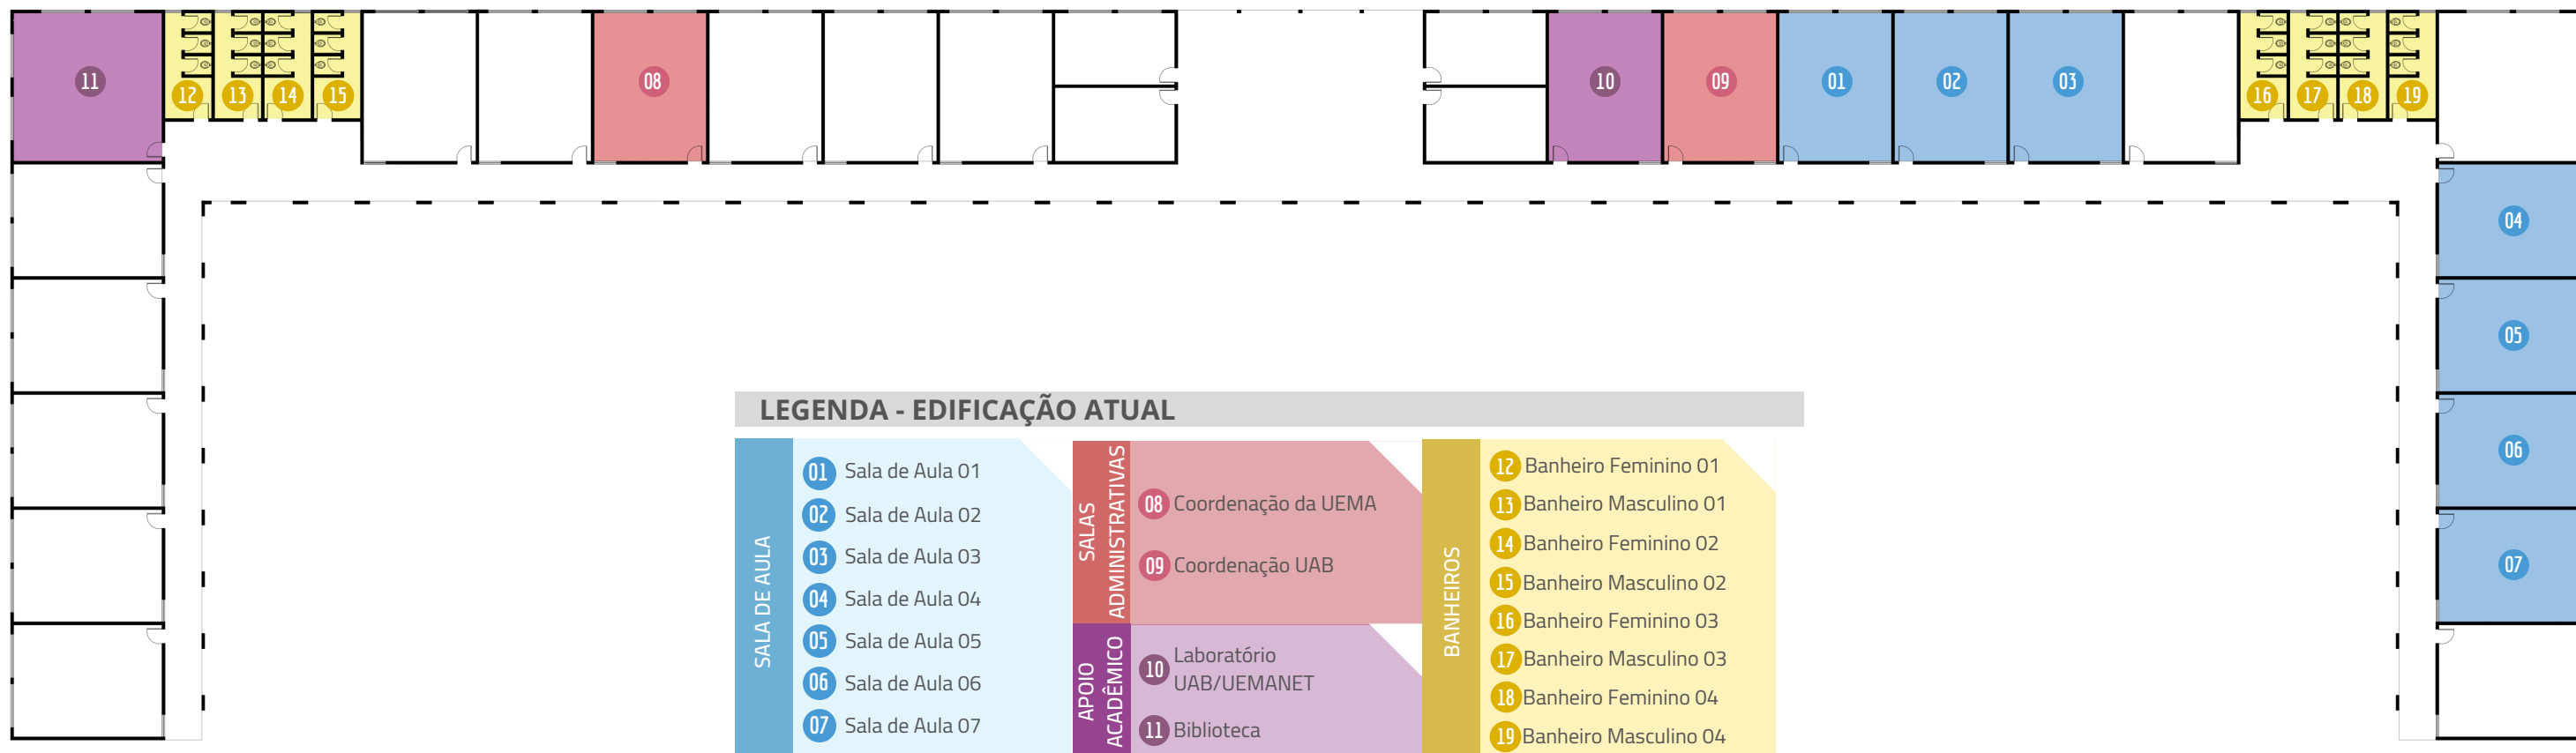 11
12
13
14
15
08
10
09
01
02
03
16
17
18
19
04
05
06
07
LEGENDA - EDIFICAÇÃO ATUAL
SALA DE AULA
01 Sala de Aula 01
02 Sala de Aula 02
03 Sala de Aula 03
04 Sala de Aula 04
05 Sala de Aula 05
06 Sala de Aula 06
07 Sala de Aula 07
SALAS
ADMINISTRATIVAS
08 Coordenação da UEMA
09 Coordenação UAB
APOIO
ACADÊMICO
10 Laboratório
UAB/UEMANET
11 Biblioteca
BANHEIROS
12 Banheiro Feminino 01
13 Banheiro Masculino 01
14 Banheiro Feminino 02
15 Banheiro Masculino 02
16 Banheiro Feminino 03
17 Banheiro Masculino 03
18 Banheiro Feminino 04
19 Banheiro Masculino 04